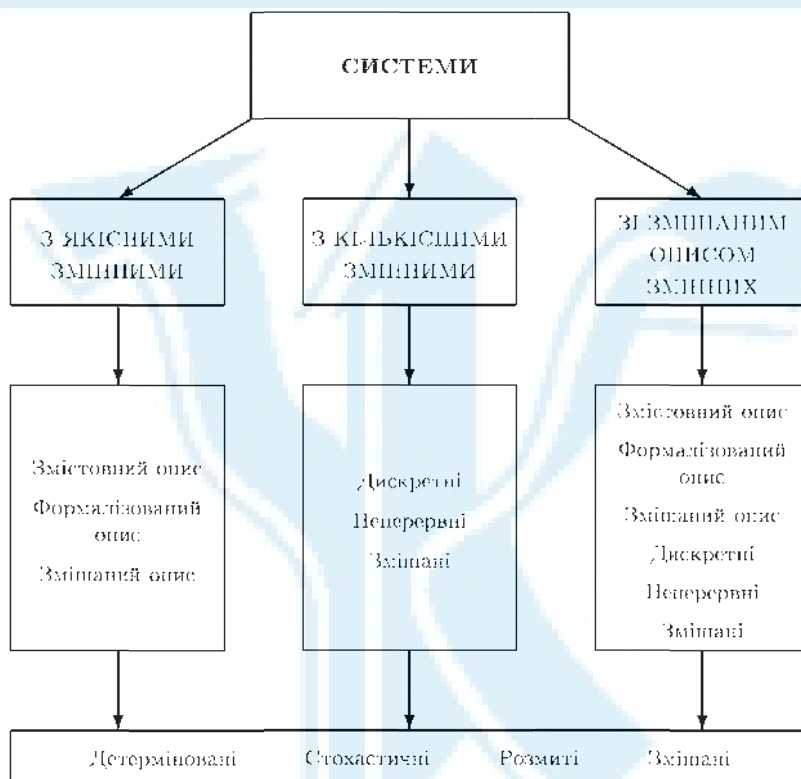 СИСТЕМИ
З ЯКІСНИМИ
ЗМІННИМИ
З КІЛЬКІСНИМИ
ЗМІННИМИ
ЗІ ЗМІШАНИМ
ОПИСОМ
ЗМІННИХ
Змістовний опис
Формалізований
опис
Змішаний опис
Дискретні
Неперервні
Змішані
Змістовний опис
Формалізований
опис
Змішаний опис
Дискретні
Неперервні
Змішані
Детерміновані Стохастичні Розмиті Змішані